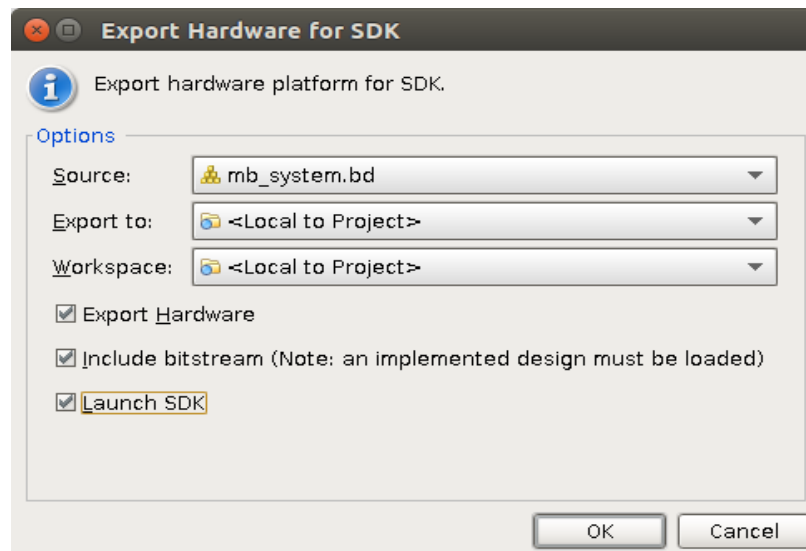 Export Hardware for SDK
Export hardware platform for SDK.
Options
Source: mb_system.bd
Export to: <Local to Project>
Workspace: <Local to Project>
Export Hardware
Include bitstream (Note: an implemented design must be loaded)
Launch SDK
OK Cancel